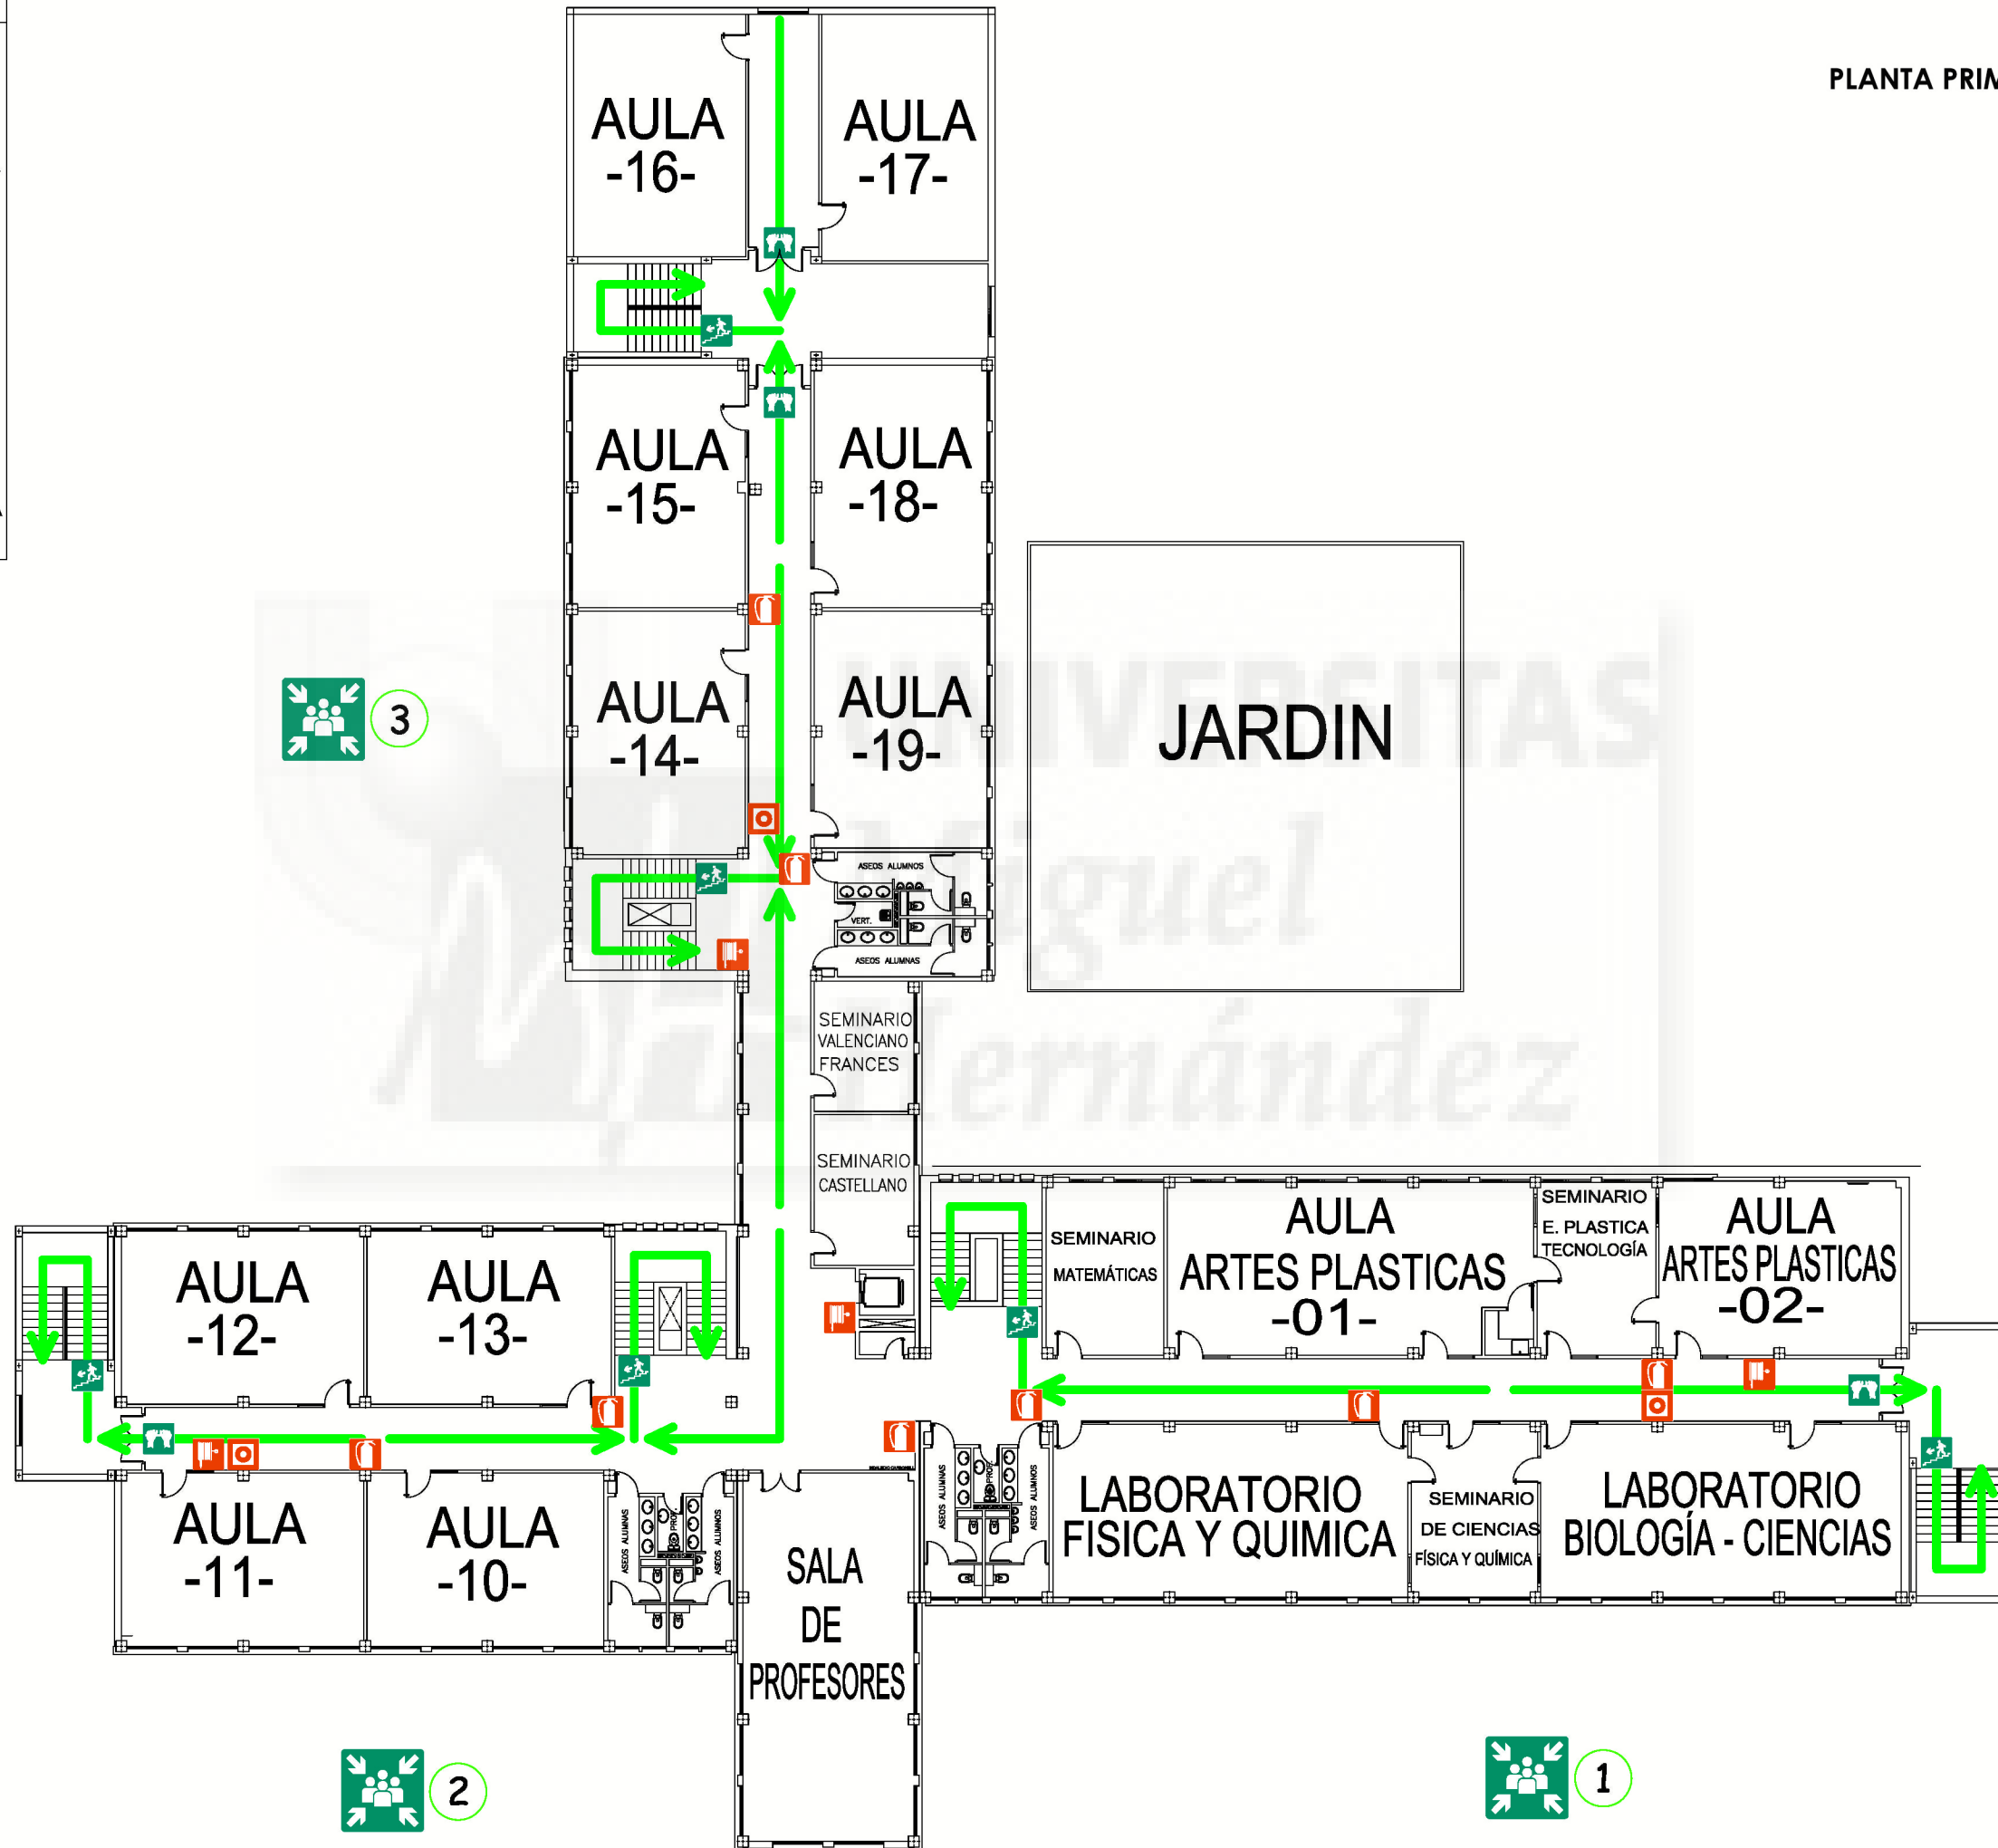 PLANTA PRIM
AULA
-16-
AULA
-17-
AULA
-15-
AULA
-18-
AULA
-14-
AULA
-19-
JARDIN
3
UNIVERSITAS
Miguel
Hernández
ASEOS ALUMNOS
VERT.
ASEOS ALUMNAS
SEMINARIO
VALENCIANO
FRANCES
SEMINARIO
CASTELLANO
AULA
-12-
AULA
-13-
SEMINARIO
MATEMÁTICAS
AULA
ARTES PLASTICAS
-01-
SEMINARIO
E. PLASTICA
TECNOLOGÍA
AULA
ARTES PLASTICAS
-02-
AULA
-11-
AULA
-10-
ASEOS ALUMNAS
PROF.
ASEOS ALUMNOS
SALA
DE
PROFESORES
ASEOS ALUMNAS
PROF.
ASEOS ALUMNOS
LABORATORIO
FISICA Y QUIMICA
SEMINARIO
DE CIENCIAS
FÍSICA Y QUÍMICA
LABORATORIO
BIOLOGÍA - CIENCIAS
2
1